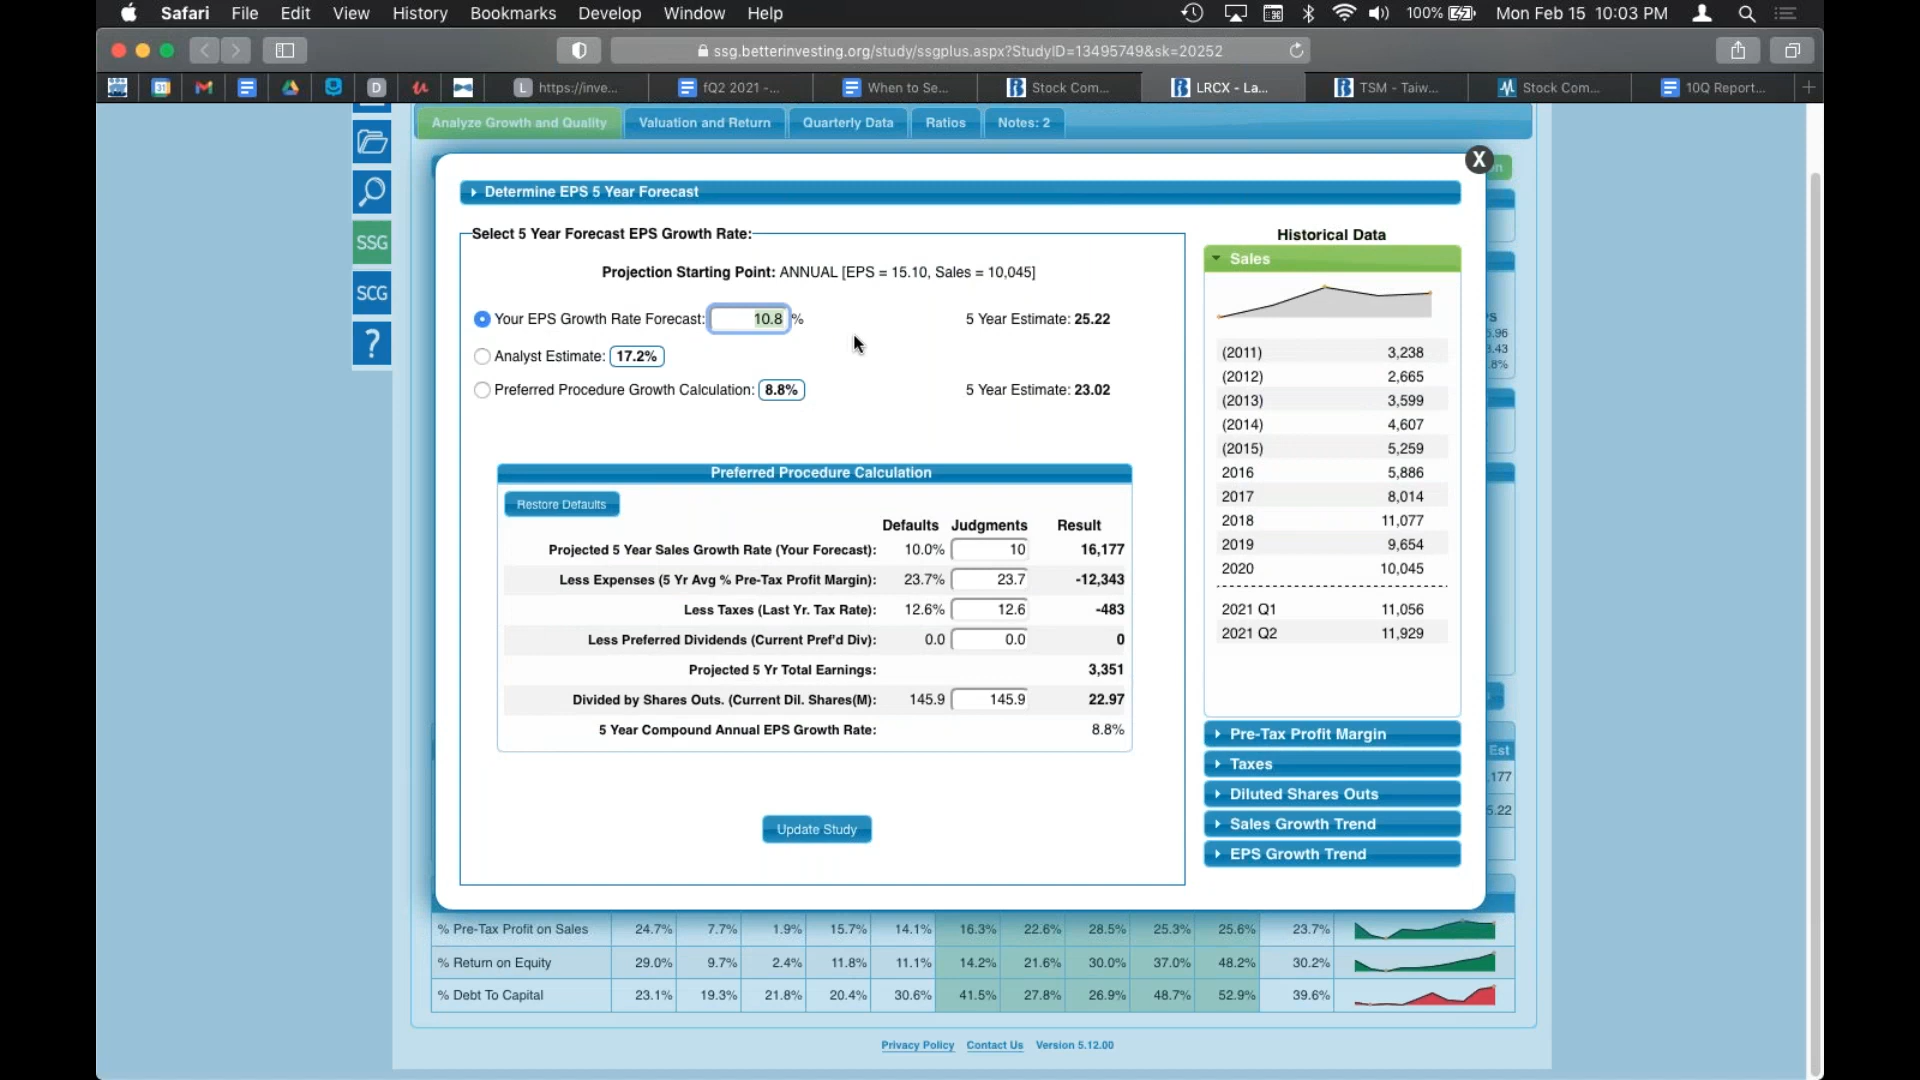 Safari File Edit View History Bookmarks Develop Window Help 100% Mon Feb 15 10:03 PM
ssg.betterinvesting.org/study/ssgplus.aspx?StudyID=13495749&sk=20252
31 D L https://inve... fQ2 2021 -... When to Se... Stock Com... LRCX - La... TSM - Taiw... Stock Com... 10Q Report... +
Analyze Growth and Quality Valuation and Return Quarterly Data Ratios Notes: 2
X
Determine EPS 5 Year Forecast
Select 5 Year Forecast EPS Growth Rate:
Projection Starting Point: ANNUAL [EPS = 15.10, Sales = 10,045]
Your EPS Growth Rate Forecast: 10.8 % 5 Year Estimate: 25.22
Analyst Estimate: 17.2%
Preferred Procedure Growth Calculation: 8.8% 5 Year Estimate: 23.02
Preferred Procedure Calculation
Restore Defaults
Defaults Judgments Result
Projected 5 Year Sales Growth Rate (Your Forecast): 10.0% 10 16,177
Less Expenses (5 Yr Avg % Pre-Tax Profit Margin): 23.7% 23.7 -12,343
Less Taxes (Last Yr. Tax Rate): 12.6% 12.6 -483
Less Preferred Dividends (Current Pref'd Div): 0.0 0.0 0
Projected 5 Yr Total Earnings: 3,351
Divided by Shares Outs. (Current Dil. Shares(M): 145.9 145.9 22.97
5 Year Compound Annual EPS Growth Rate: 8.8%
Update Study
Historical Data
Sales
(2011) 3,238
(2012) 2,665
(2013) 3,599
(2014) 4,607
(2015) 5,259
2016 5,886
2017 8,014
2018 11,077
2019 9,654
2020 10,045
2021 Q1 11,056
2021 Q2 11,929
Pre-Tax Profit Margin
Taxes
Diluted Shares Outs
Sales Growth Trend
EPS Growth Trend
SSG
SCG
?
Est
% Pre-Tax Profit on Sales 24.7% 7.7% 1.9% 15.7% 14.1% 16.3% 22.6% 28.5% 25.3% 25.6% 23.7%
% Return on Equity 29.0% 9.7% 2.4% 11.8% 11.1% 14.2% 21.6% 30.0% 37.0% 48.2% 30.2%
% Debt To Capital 23.1% 19.3% 21.8% 20.4% 30.6% 41.5% 27.8% 26.9% 48.7% 52.9% 39.6%
Privacy Policy Contact Us Version 5.12.00